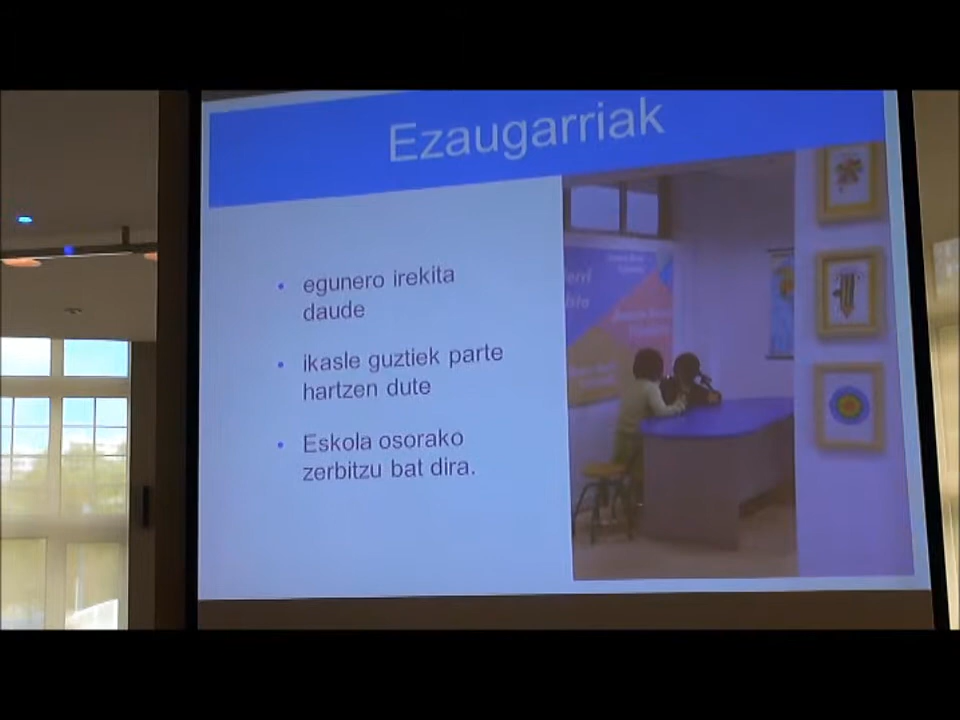 Ezaugarriak
egunero irekita
daude
ikasle guztiek parte
hartzen dute
Eskola osorako
zerbitzu bat dira.